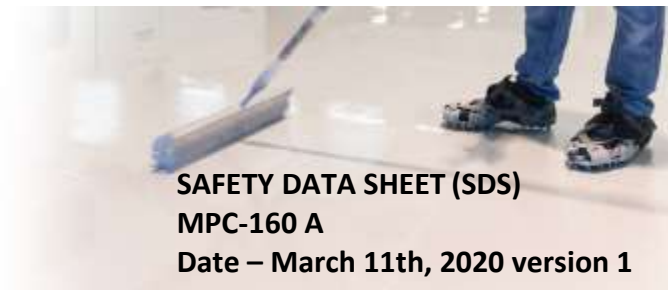 SAFETY DATA SHEET (SDS)
MPC-160 A
Date – March 11th, 2020 version 1